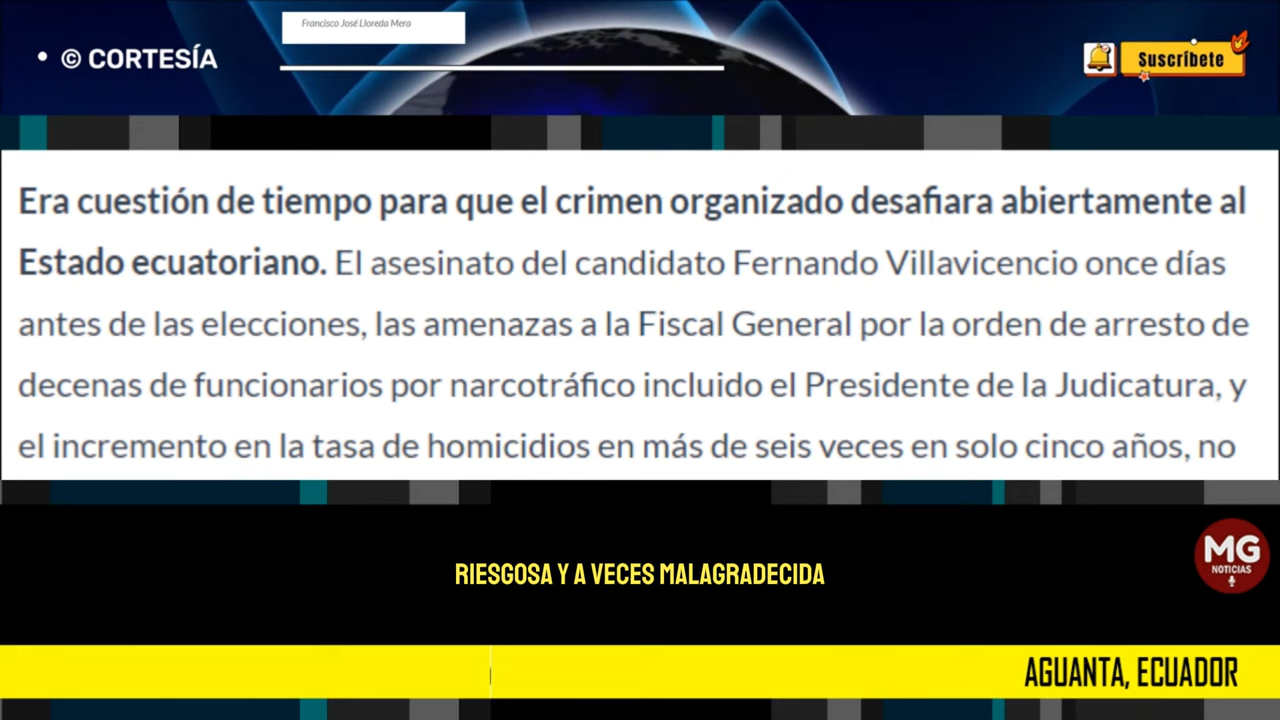 Francisco José Lloreda Mera
• © CORTESÍA
Suscríbete
Era cuestión de tiempo para que el crimen organizado desafiara abiertamente al
Estado ecuatoriano. El asesinato del candidato Fernando Villavicencio once días
antes de las elecciones, las amenazas a la Fiscal General por la orden de arresto de
decenas de funcionarios por narcotráfico incluido el Presidente de la Judicatura, y
el incremento en la tasa de homicidios en más de seis veces en solo cinco años, no
MG
NOTICIAS
RIESGOSA Y A VECES MALAGRADECIDA
AGUANTA, ECUADOR